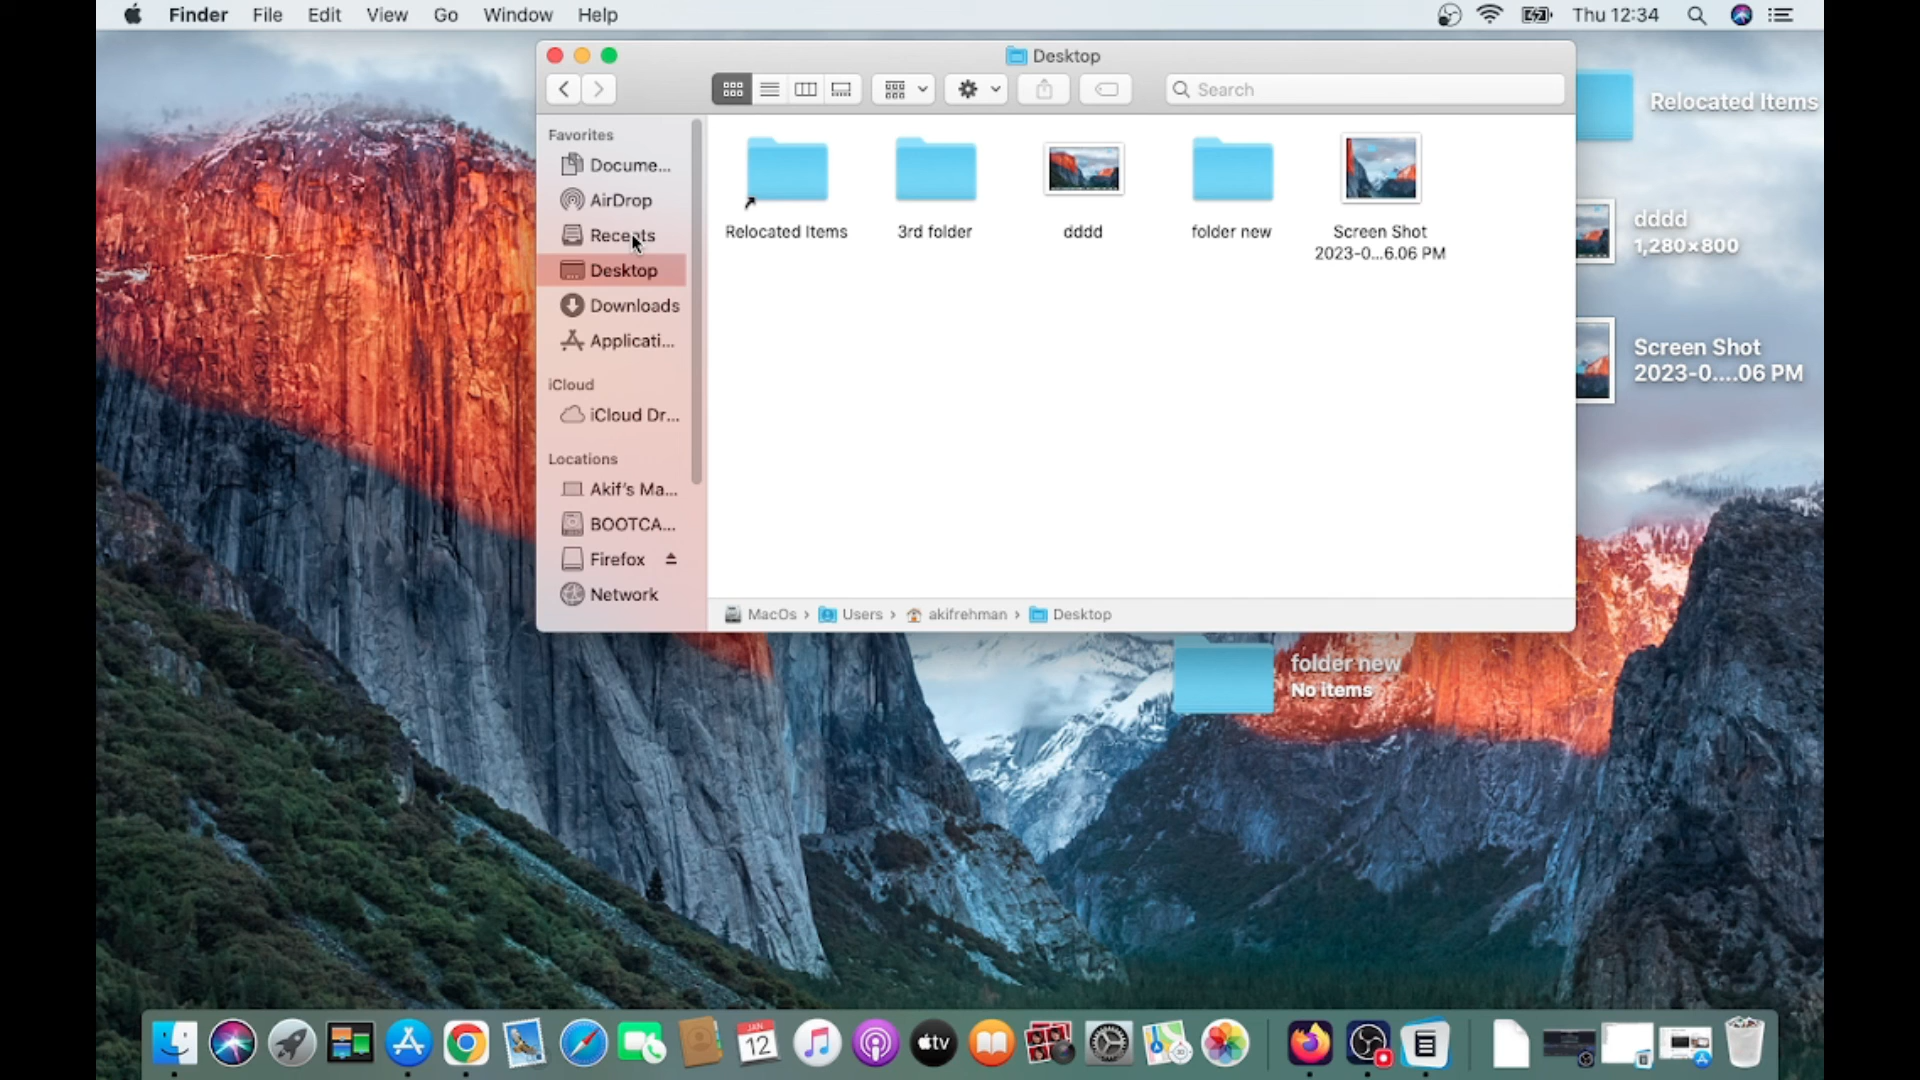 Finder File Edit View Go Window Help Thu 12:34
Desktop
Search
Favorites
Docume...
AirDrop
Recents
Desktop
Downloads
Applicati...
iCloud
iCloud Dr...
Locations
Akif's Ma...
BOOTCA...
Firefox
Network
Relocated Items
3rd folder
dddd
folder new
Screen Shot
2023-0...6.06 PM
MacOs › Users › akifrehman › Desktop
Relocated Items
dddd
1,280×800
Screen Shot
2023-0....06 PM
folder new
No items
JAN
12
tv